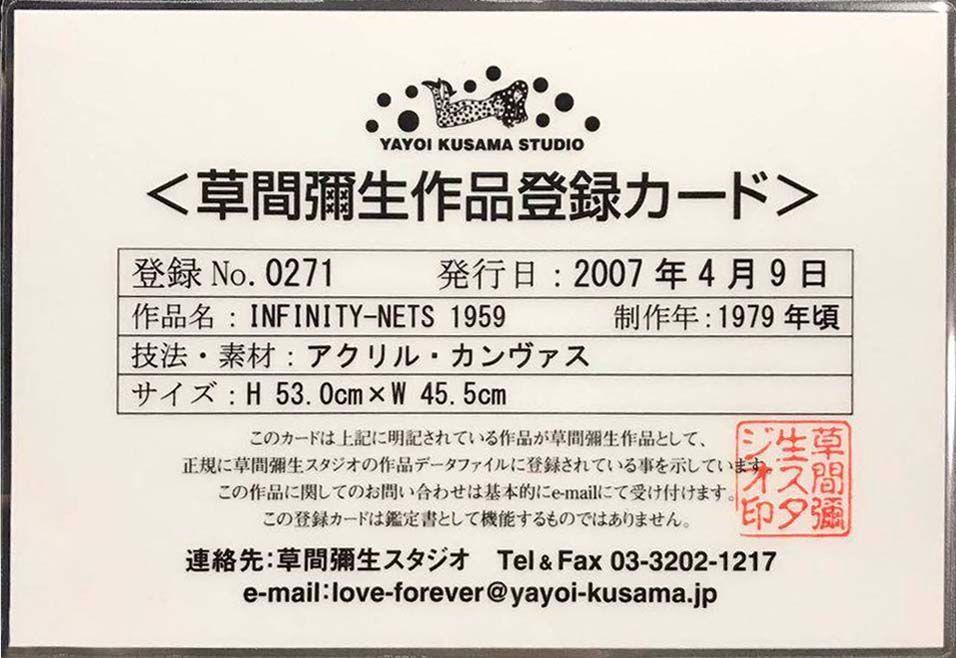 YAYOI KUSAMA STUDIO
＜草間彌生作品登録カード＞
登録 No. 0271 発行日：2007 年 4 月 9 日
作品名：INFINITY-NETS 1959 制作年：1979 年頃
技法・素材：アクリル・カンヴァス
サイズ：H 53.0cm×W 45.5cm
このカードは上記に明記されている作品が草間彌生作品として、
正規に草間彌生スタジオの作品データファイルに登録されている事を示しています。
この作品に関してのお問い合わせは基本的にe-mailにて受け付けます。
この登録カードは鑑定書として機能するものではありません。
草間彌
生スタ
ジオ印
連絡先：草間彌生スタジオ Tel & Fax 03-3202-1217
e-mail：love-forever@yayoi-kusama.jp